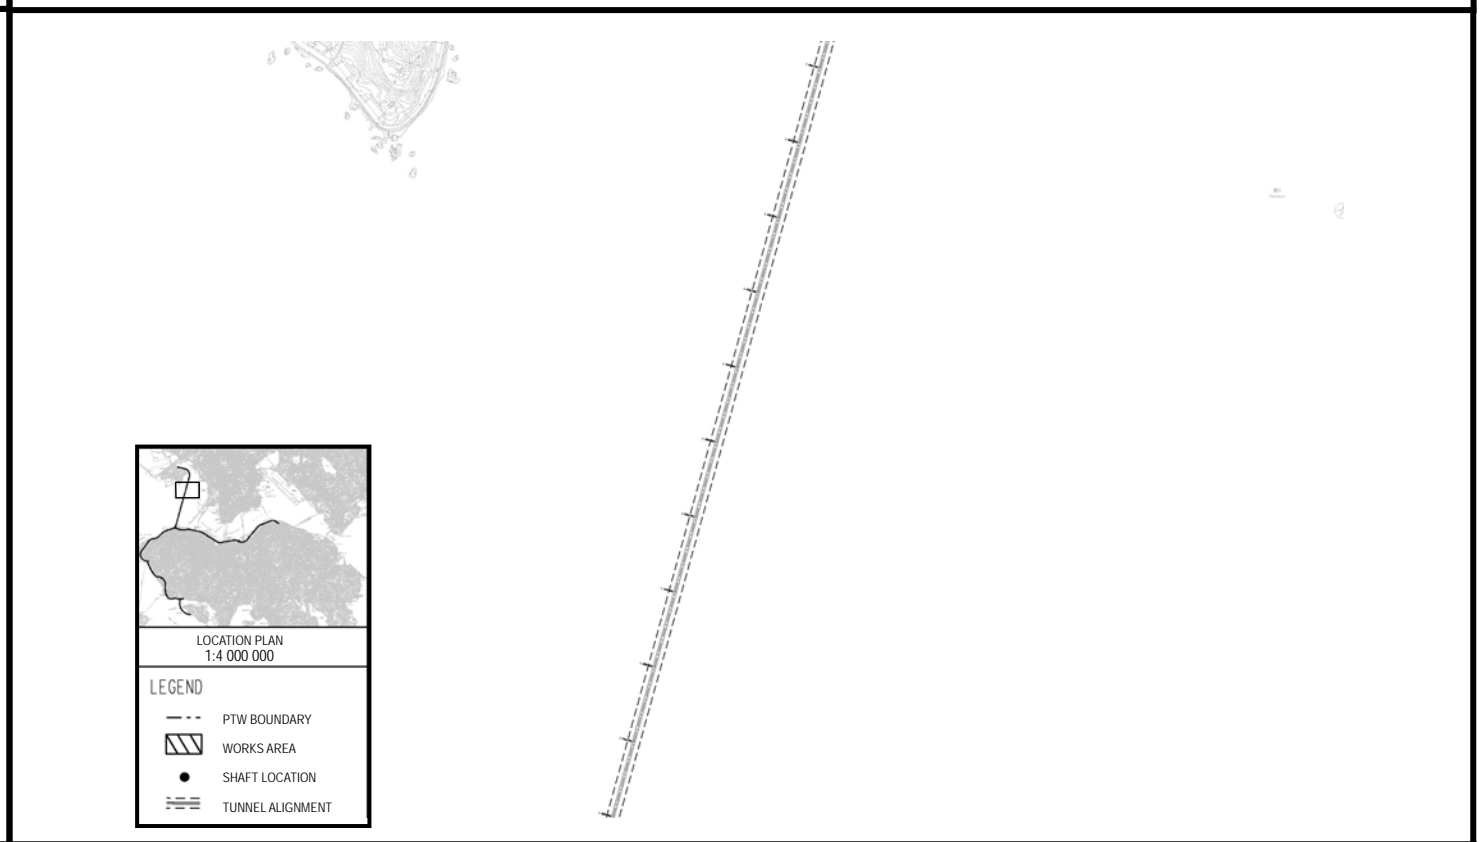 LOCATION PLAN
1:4 000 000
LEGEND
PTW BOUNDARY
WORKS AREA
SHAFT LOCATION
TUNNEL ALIGNMENT